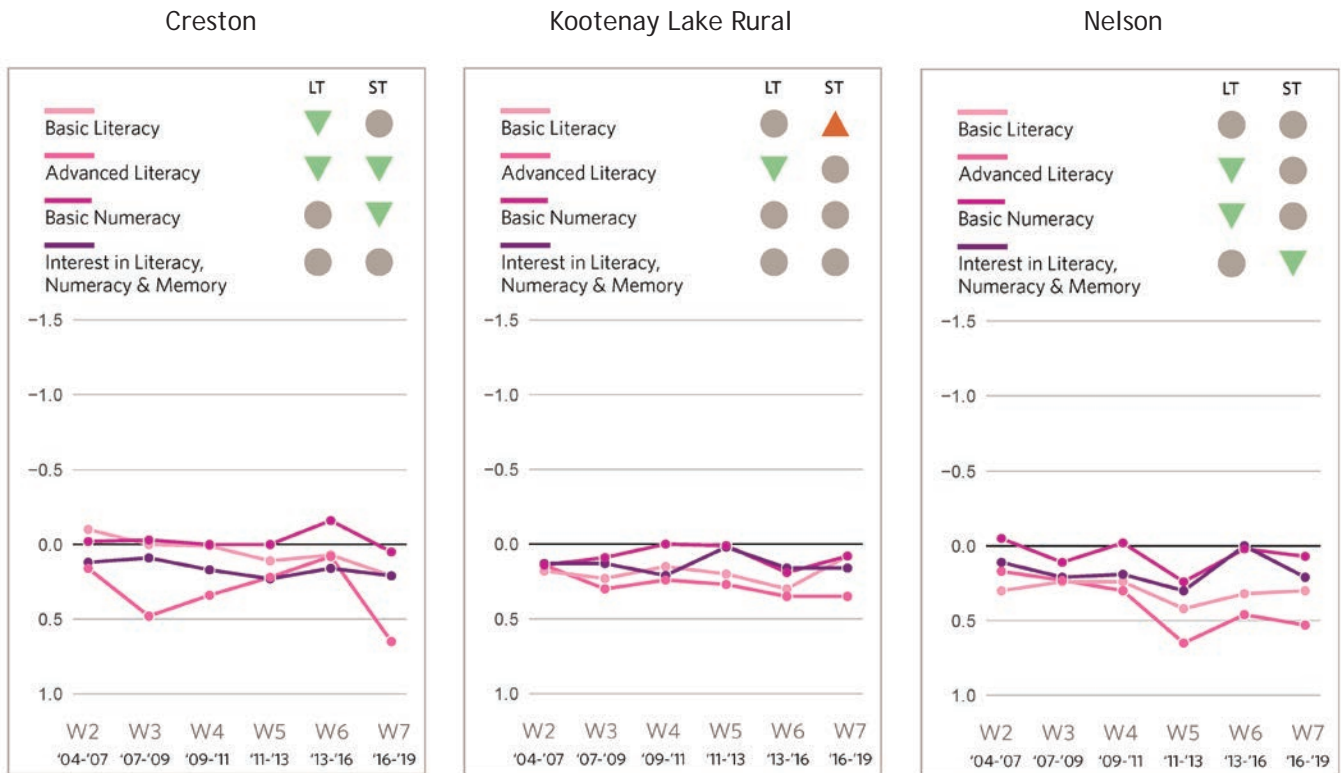 Creston
LT ST
Basic Literacy
Advanced Literacy
Basic Numeracy
Interest in Literacy,
Numeracy & Memory
−1.5
−1.0
−0.5
0.0
0.5
1.0
W2 W3 W4 W5 W6 W7
'04-'07 '07-'09 '09-'11 '11-'13 '13-'16 '16-'19
Kootenay Lake Rural
LT ST
Basic Literacy
Advanced Literacy
Basic Numeracy
Interest in Literacy,
Numeracy & Memory
−1.5
−1.0
−0.5
0.0
0.5
1.0
W2 W3 W4 W5 W6 W7
'04-'07 '07-'09 '09-'11 '11-'13 '13-'16 '16-'19
Nelson
LT ST
Basic Literacy
Advanced Literacy
Basic Numeracy
Interest in Literacy,
Numeracy & Memory
−1.5
−1.0
−0.5
0.0
0.5
1.0
W2 W3 W4 W5 W6 W7
'04-'07 '07-'09 '09-'11 '11-'13 '13-'16 '16-'19